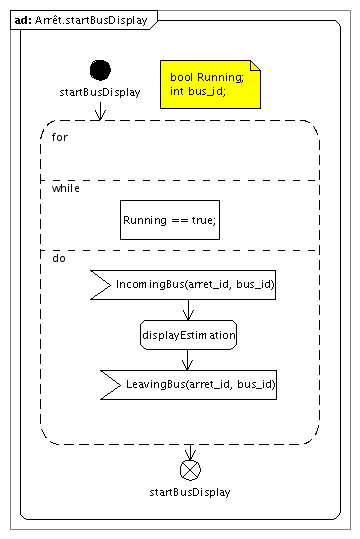 ad: Arrêt.startBusDisplay
bool Running;
int bus_id;
startBusDisplay
for
while
Running == true;
do
IncomingBus(arret_id, bus_id)
displayEstimation
LeavingBus(arret_id, bus_id)
startBusDisplay